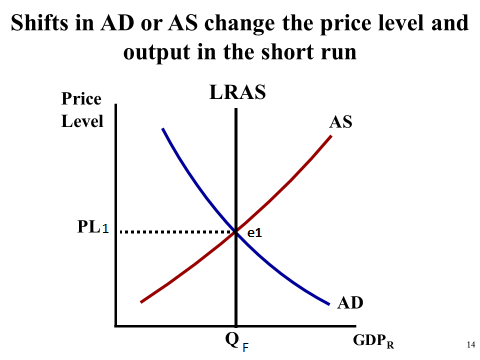 Shifts in AD or AS change the price level and
output in the short run
LRAS
Price
Level
AS
PL1
e1
AD
QF
GDPR
14